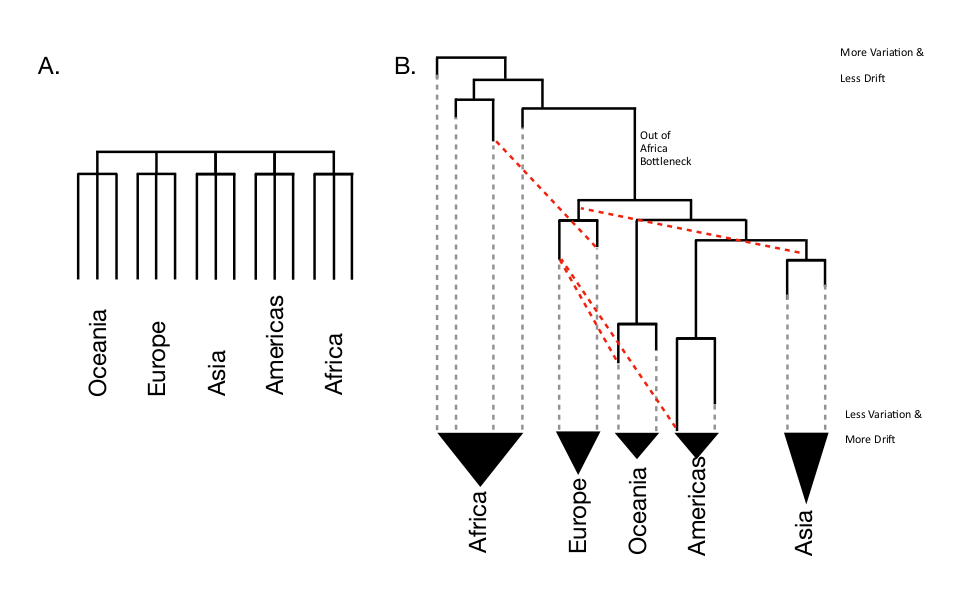 A.
Oceania
Europe
Asia
Americas
Africa
B.
More Variation &
Less Drift
Out of
Africa
Bottleneck
Less Variation &
More Drift
Africa
Europe
Oceania
Americas
Asia